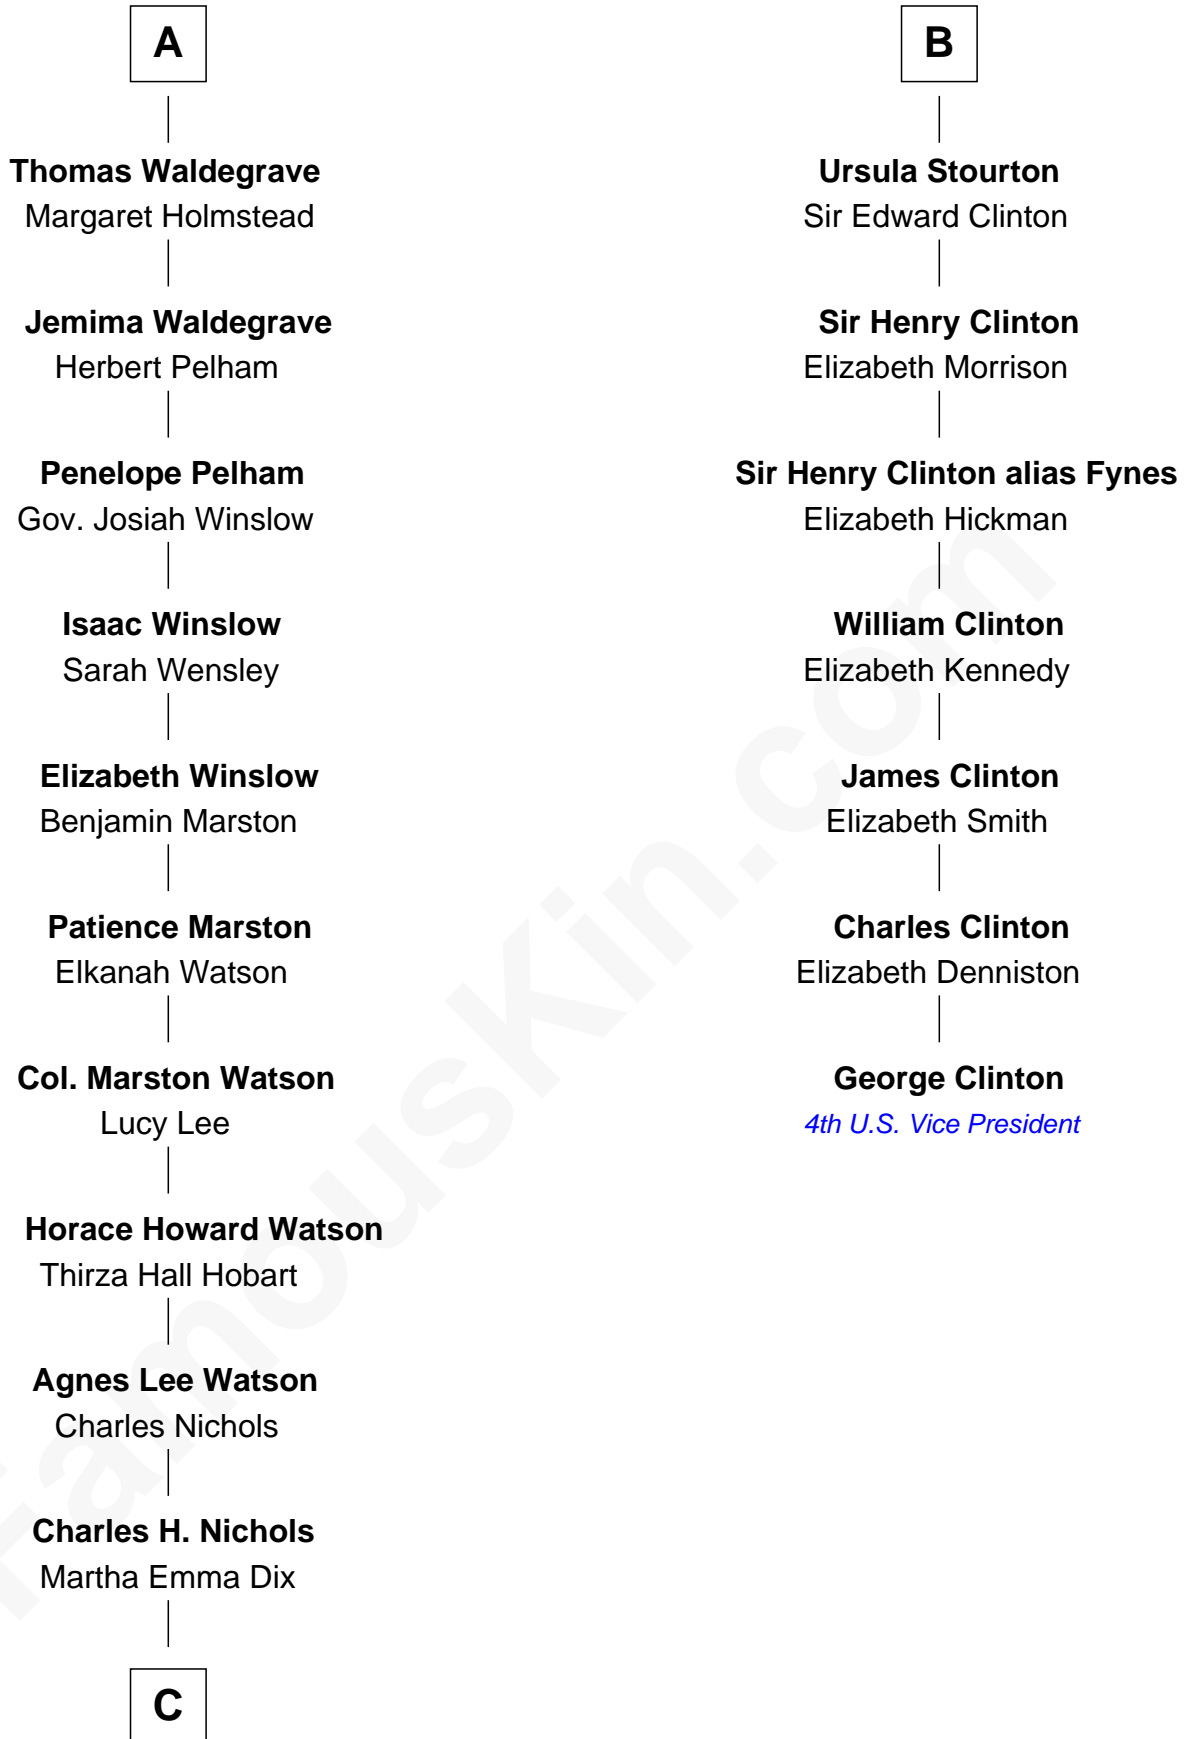 A
Thomas Waldegrave
Margaret Holmstead
Jemima Waldegrave
Herbert Pelham
Penelope Pelham
Gov. Josiah Winslow
Isaac Winslow
Sarah Wensley
Elizabeth Winslow
Benjamin Marston
Patience Marston
Elkanah Watson
Col. Marston Watson
Lucy Lee
Horace Howard Watson
Thirza Hall Hobart
Agnes Lee Watson
Charles Nichols
Charles H. Nichols
Martha Emma Dix
C
B
Ursula Stourton
Sir Edward Clinton
Sir Henry Clinton
Elizabeth Morrison
Sir Henry Clinton alias Fynes
Elizabeth Hickman
William Clinton
Elizabeth Kennedy
James Clinton
Elizabeth Smith
Charles Clinton
Elizabeth Denniston
George Clinton
4th U.S. Vice President
FamousKin.com